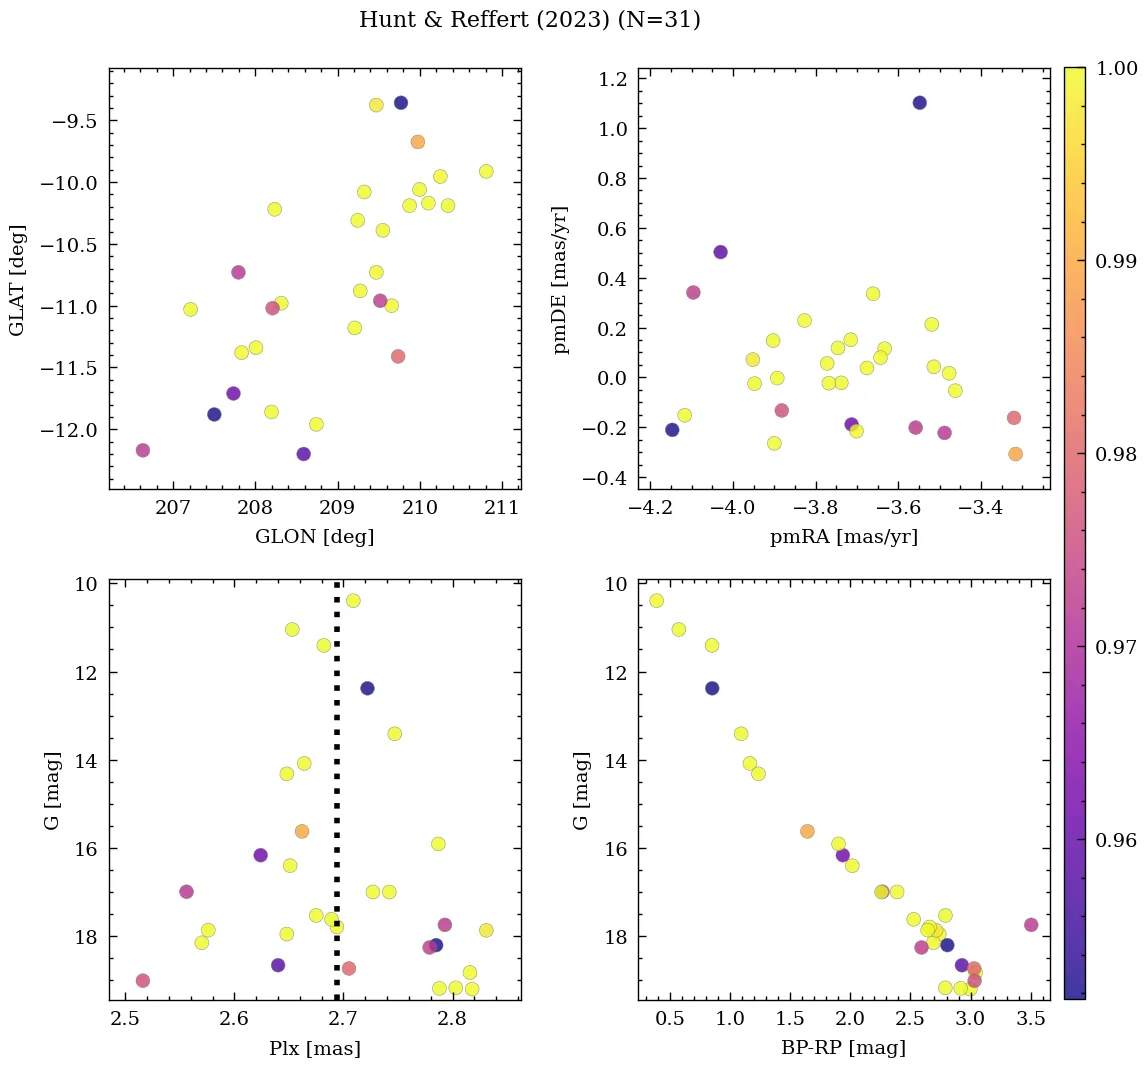 Hunt & Reffert (2023) (N=31)
−9.5
−10.0
−10.5
−11.0
−11.5
−12.0
GLAT [deg]
207 208 209 210 211
GLON [deg]
1.2
1.0
0.8
0.6
0.4
0.2
0.0
−0.2
−0.4
pmDE [mas/yr]
−4.2 −4.0 −3.8 −3.6 −3.4
pmRA [mas/yr]
1.00
0.99
0.98
0.97
0.96
10
12
14
16
18
G [mag]
2.5 2.6 2.7 2.8
Plx [mas]
10
12
14
16
18
G [mag]
0.5 1.0 1.5 2.0 2.5 3.0 3.5
BP-RP [mag]